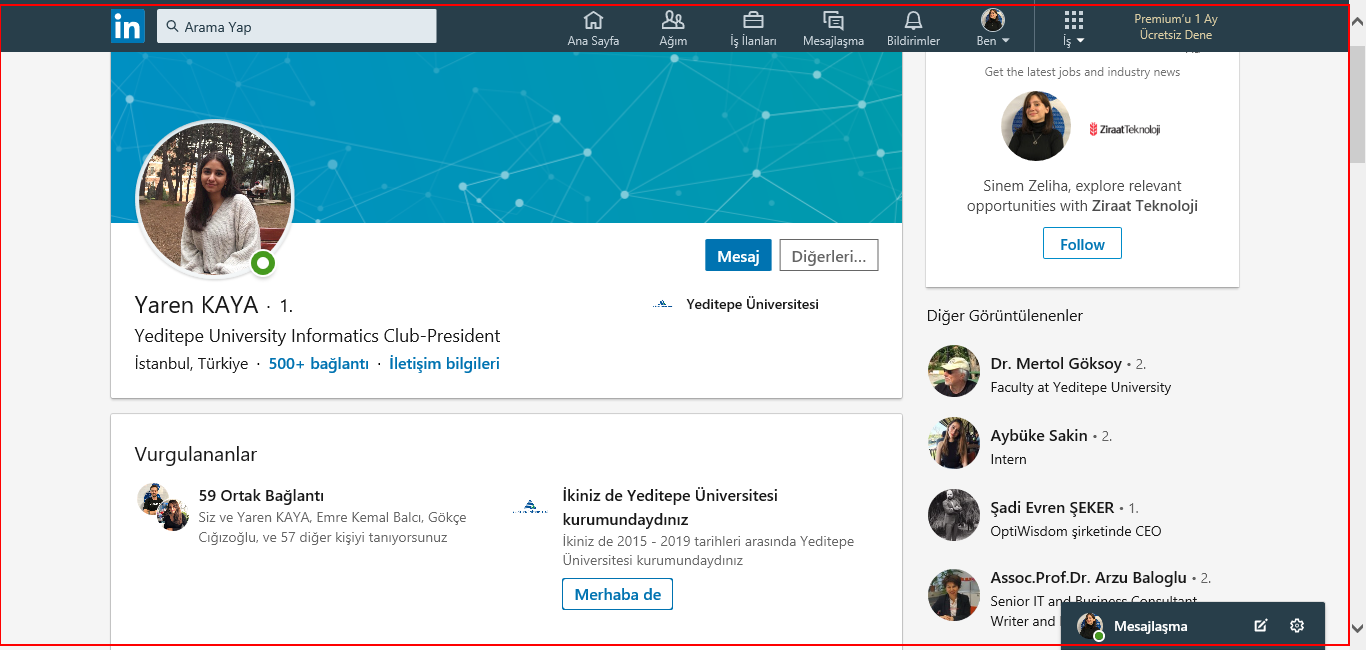 in
Arama Yap
Ana Sayfa
Ağım
İş İlanları
Mesajlaşma
Bildirimler
Ben
İş
Premium'u 1 Ay
Ücretsiz Dene
Get the latest jobs and industry news
ZiraatTeknoloji
Sinem Zeliha, explore relevant
opportunities with Ziraat Teknoloji
Follow
Mesaj
Diğerleri...
Yaren KAYA · 1.
Yeditepe Üniversitesi
Yeditepe University Informatics Club-President
İstanbul, Türkiye · 500+ bağlantı · İletişim bilgileri
Vurgulananlar
59 Ortak Bağlantı
Siz ve Yaren KAYA, Emre Kemal Balcı, Gökçe
Cığızoğlu, ve 57 diğer kişiyi tanıyorsunuz
İkiniz de Yeditepe Üniversitesi
kurumundaydınız
İkiniz de 2015 - 2019 tarihleri arasında Yeditepe
Üniversitesi kurumundaydınız
Merhaba de
Diğer Görüntülenenler
Dr. Mertol Göksoy • 2.
Faculty at Yeditepe University
Aybüke Sakin • 2.
Intern
Şadi Evren ŞEKER • 1.
OptiWisdom şirketinde CEO
Assoc.Prof.Dr. Arzu Baloglu • 2.
Senior IT and Business Consultant
Writer and
Mesajlaşma